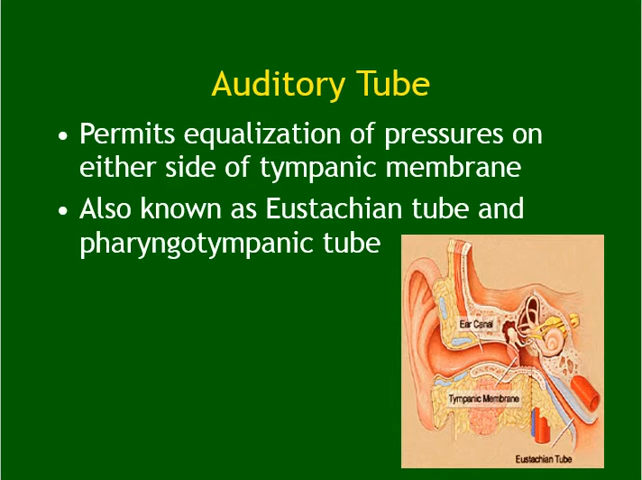 Auditory Tube
• Permits equalization of pressures on
either side of tympanic membrane
• Also known as Eustachian tube and
pharyngotympanic tube
Ear Canal
Tympanic Membrane
Eustachian Tube